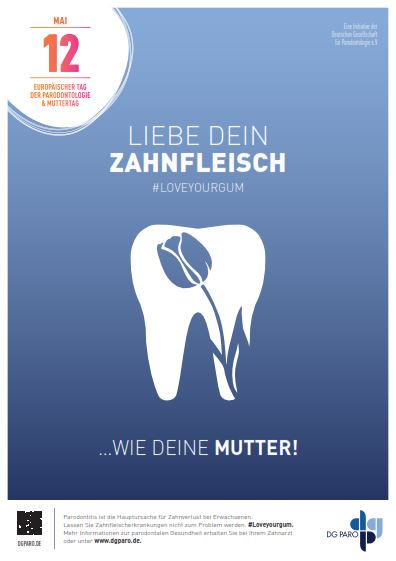 MAI
12
EUROPÄISCHER TAG
DER PARODONTOLOGIE
& MUTTERTAG
Eine Initiative der
Deutschen Gesellschaft
für Parodontologie e.V
LIEBE DEIN
ZAHNFLEISCH
#LOVEYOURGUM
...WIE DEINE MUTTER!
DGPARO.DE
Parodontitis ist die Hauptursache für Zahnverlust bei Erwachsenen.
Lassen Sie Zahnfleischerkrankungen nicht zum Problem werden. #Loveyourgum.
Mehr Informationen zur parodontalen Gesundheit erhalten Sie bei Ihrem Zahnarzt
oder unter www.dgparo.de.
DG PARO